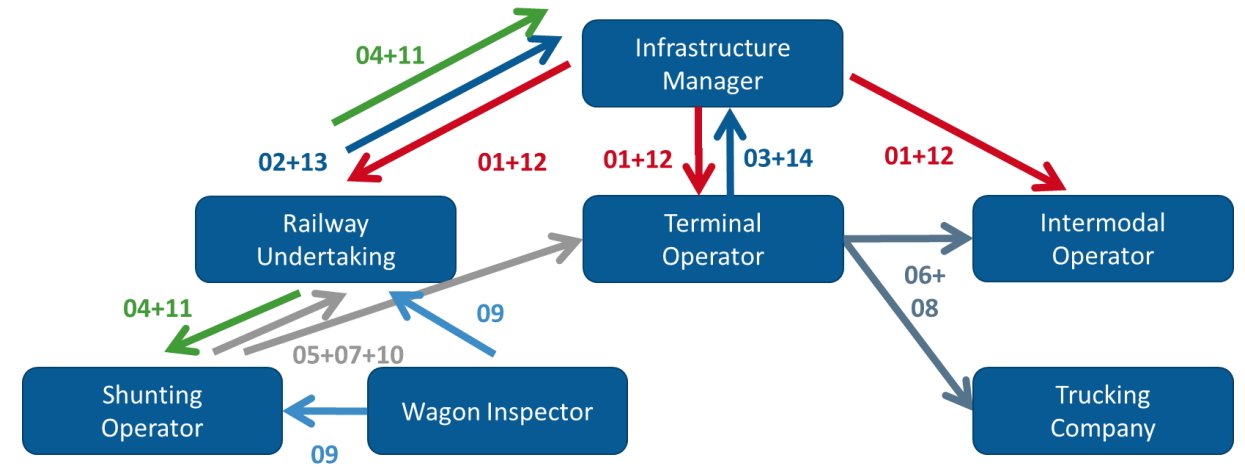 Infrastructure
Manager
04+11
02+13
01+12
01+12
03+14
01+12
Railway
Undertaking
Terminal
Operator
Intermodal
Operator
06+
08
04+11
09
05+07+10
Shunting
Operator
Wagon Inspector
Trucking
Company
09